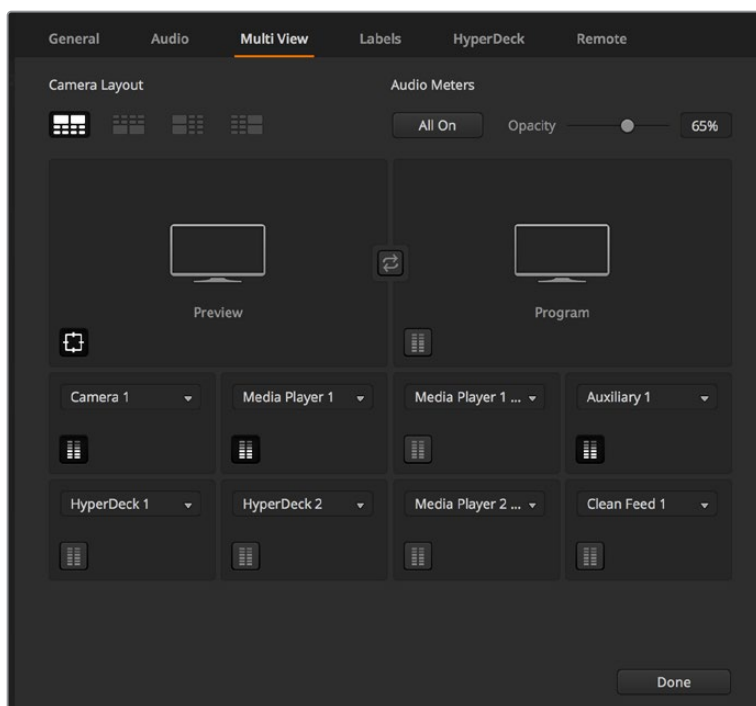 General Audio Multi View Labels HyperDeck Remote
Camera Layout Audio Meters
All On Opacity 65%
Preview Program
Camera 1 Media Player 1 Media Player 1 ... Auxiliary 1
HyperDeck 1 HyperDeck 2 Media Player 2 ... Clean Feed 1
Done